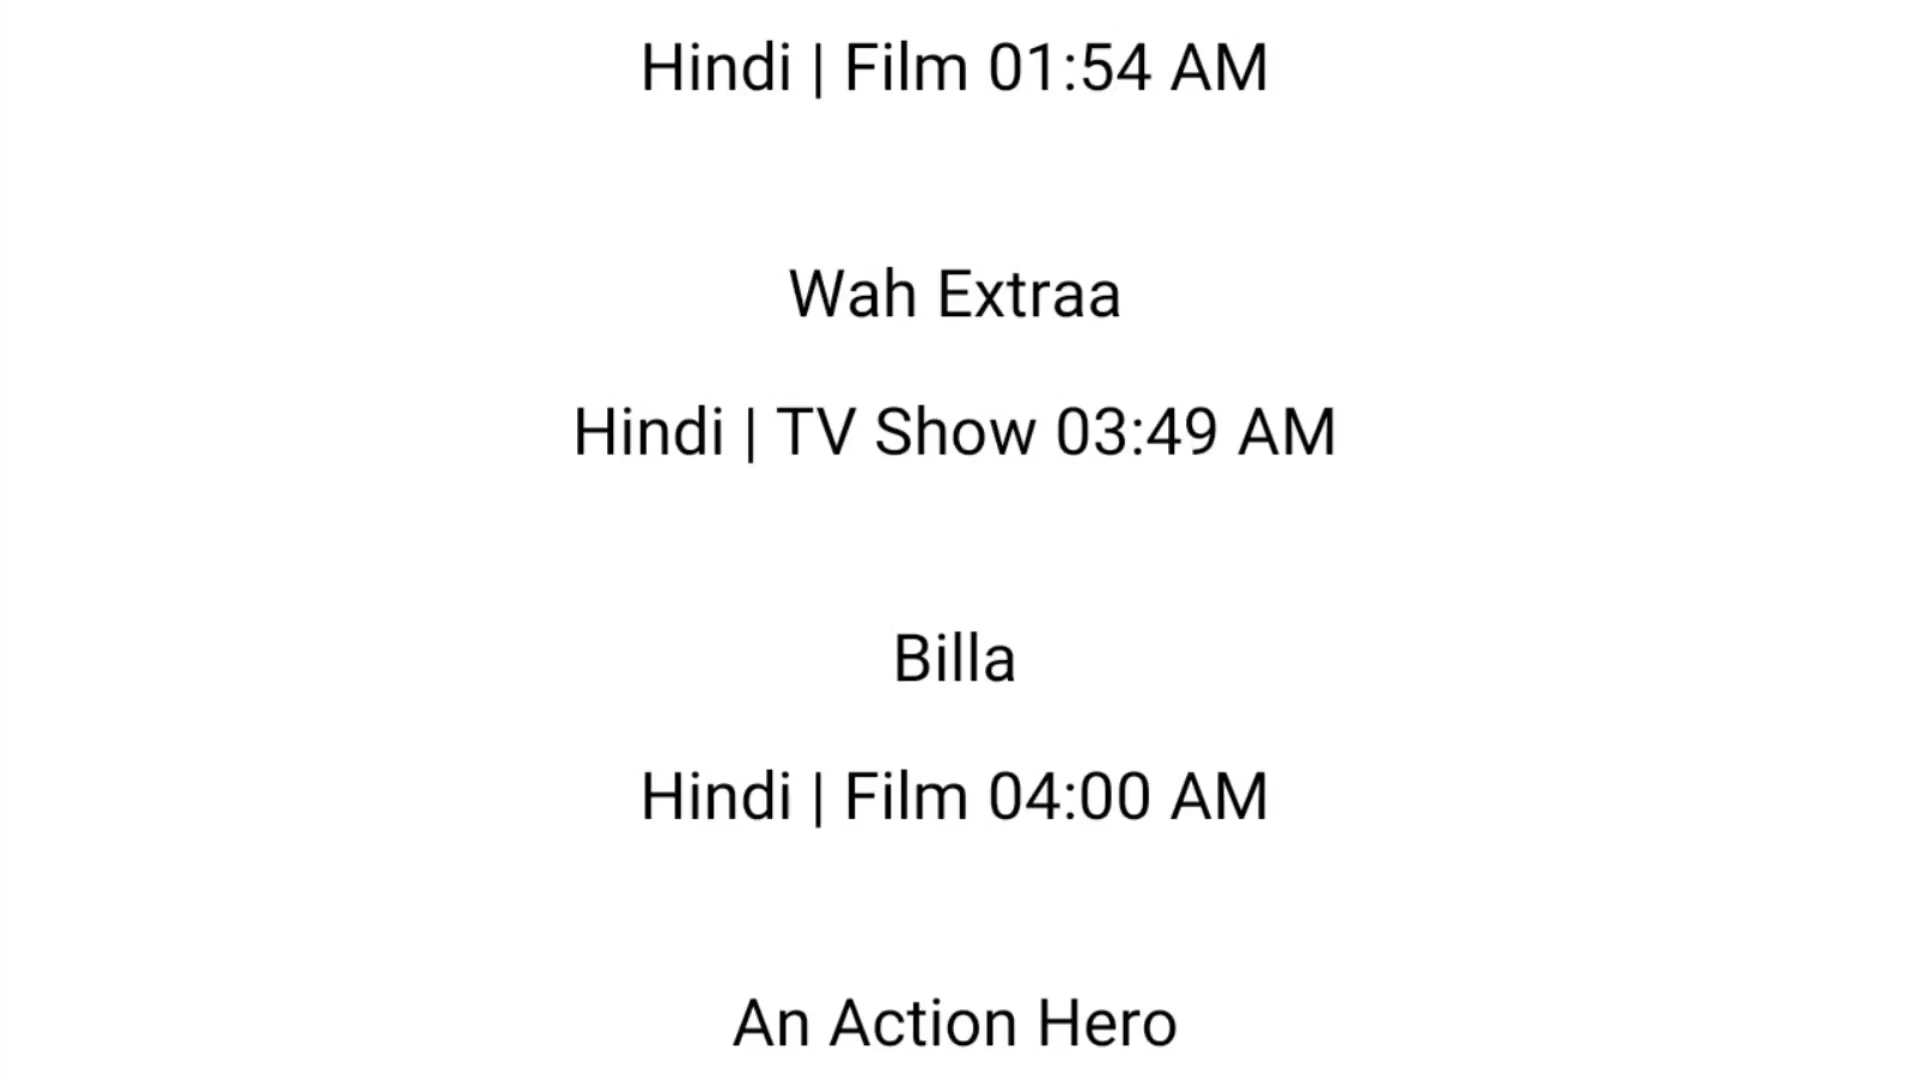 Hindi | Film 01:54 AM
Wah Extraa
Hindi | TV Show 03:49 AM
Billa
Hindi | Film 04:00 AM
An Action Hero